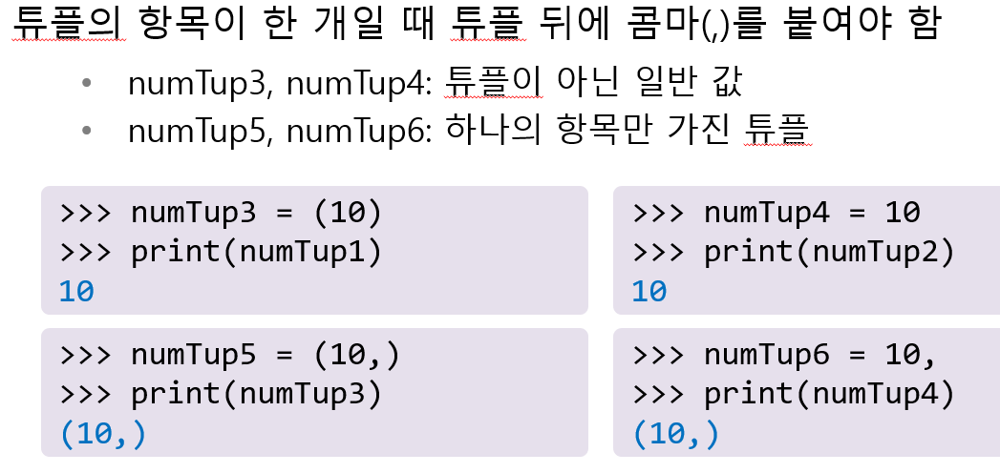 튜플의 항목이 한 개일 때 튜플 뒤에 콤마(,)를 붙여야 함
• numTup3, numTup4: 튜플이 아닌 일반 값
• numTup5, numTup6: 하나의 항목만 가진 튜플
>>> numTup3 = (10)
>>> print(numTup1)
10
>>> numTup4 = 10
>>> print(numTup2)
10
>>> numTup5 = (10,)
>>> print(numTup3)
(10,)
>>> numTup6 = 10,
>>> print(numTup4)
(10,)